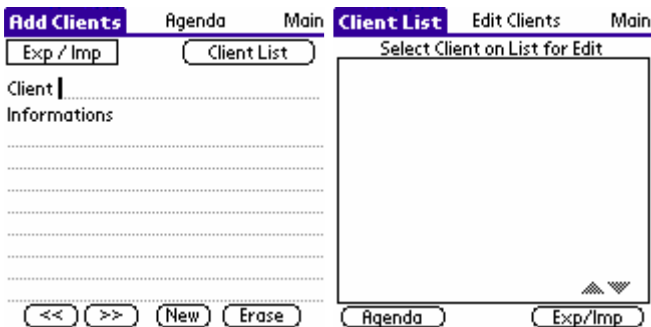 Add Clients Agenda Main
Exp / Imp Client List
Client
Informations
<< >> New Erase
Client List Edit Clients Main
Select Client on List for Edit
Agenda Exp/Imp